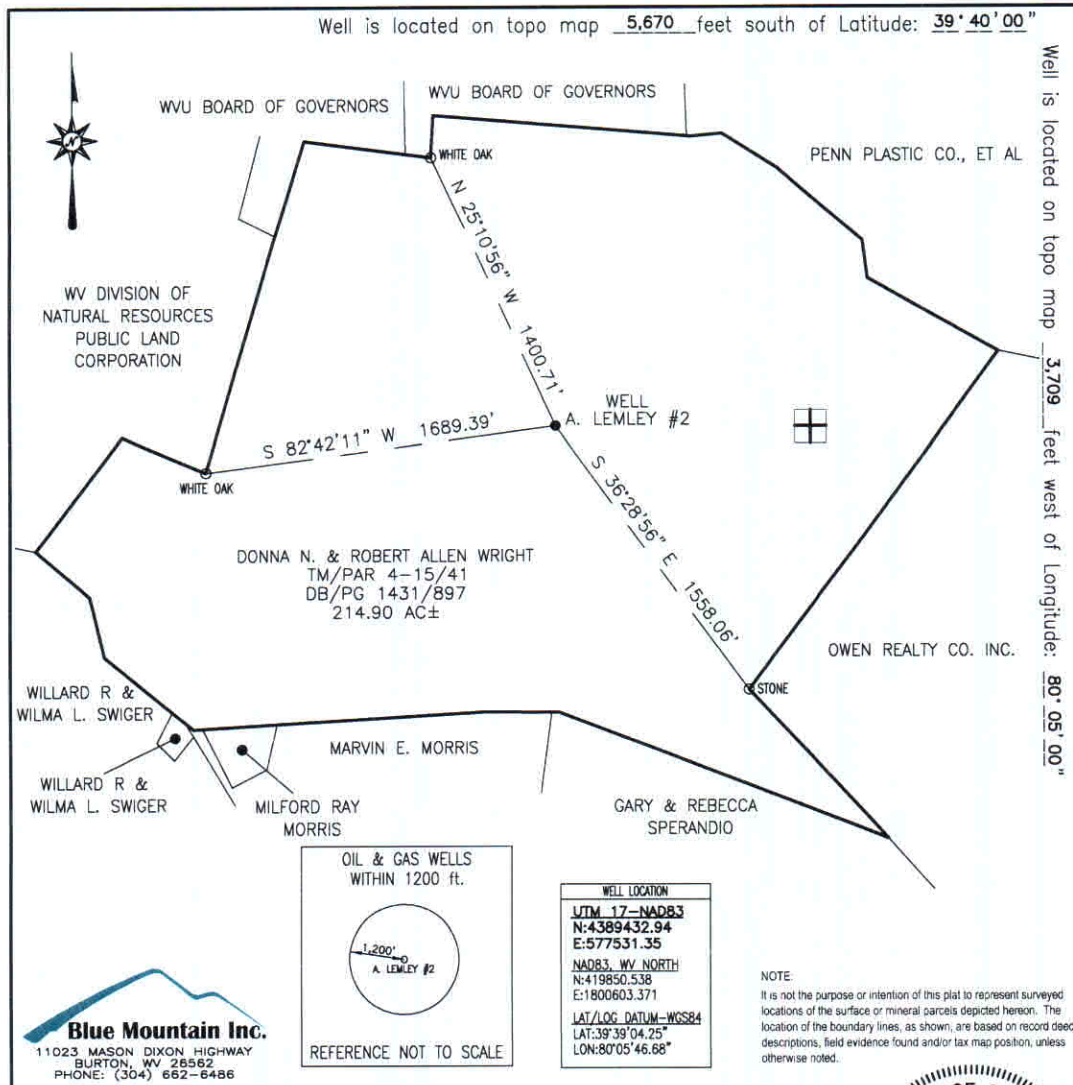 Well is located on topo map 5,670 feet south of Latitude: 39°40'00"
Well is located on topo map 3,709 feet west of Longitude: 80° 05' 00"
WVU BOARD OF GOVERNORS
WVU BOARD OF GOVERNORS
PENN PLASTIC CO., ET AL
N
WHITE OAK
N 25°10'56" W 1400.71'
WV DIVISION OF
NATURAL RESOURCES
PUBLIC LAND
CORPORATION
WELL
A. LEMLEY #2
S 82°42'11" W 1689.39'
WHITE OAK
S 36°28'56" E 1558.06'
DONNA N. & ROBERT ALLEN WRIGHT
TM/PAR 4-15/41
DB/PG 1431/897
214.90 AC±
OWEN REALTY CO. INC.
STONE
WILLARD R &
WILMA L. SWIGER
MARVIN E. MORRIS
WILLARD R &
WILMA L. SWIGER
MILFORD RAY
MORRIS
GARY & REBECCA
SPERANDIO
OIL & GAS WELLS
WITHIN 1200 ft.
1,200'
A. LEMLEY #2
REFERENCE NOT TO SCALE
WELL LOCATION
UTM 17-NAD83
N:4389432.94
E:577531.35
NAD83, WV NORTH
N:419850.538
E:1800603.371
LAT/LOG DATUM-WGS84
LAT:39°39'04.25"
LON:80°05'46.68"
Blue Mountain Inc.
11023 MASON DIXON HIGHWAY
BURTON, WV 26562
PHONE: (304) 662-6486
NOTE:
It is not the purpose or intention of this plat to represent surveyed
locations of the surface or mineral parcels depicted hereon. The
location of the boundary lines, as shown, are based on record deed
descriptions, field evidence found and/or tax map position, unless
otherwise noted.